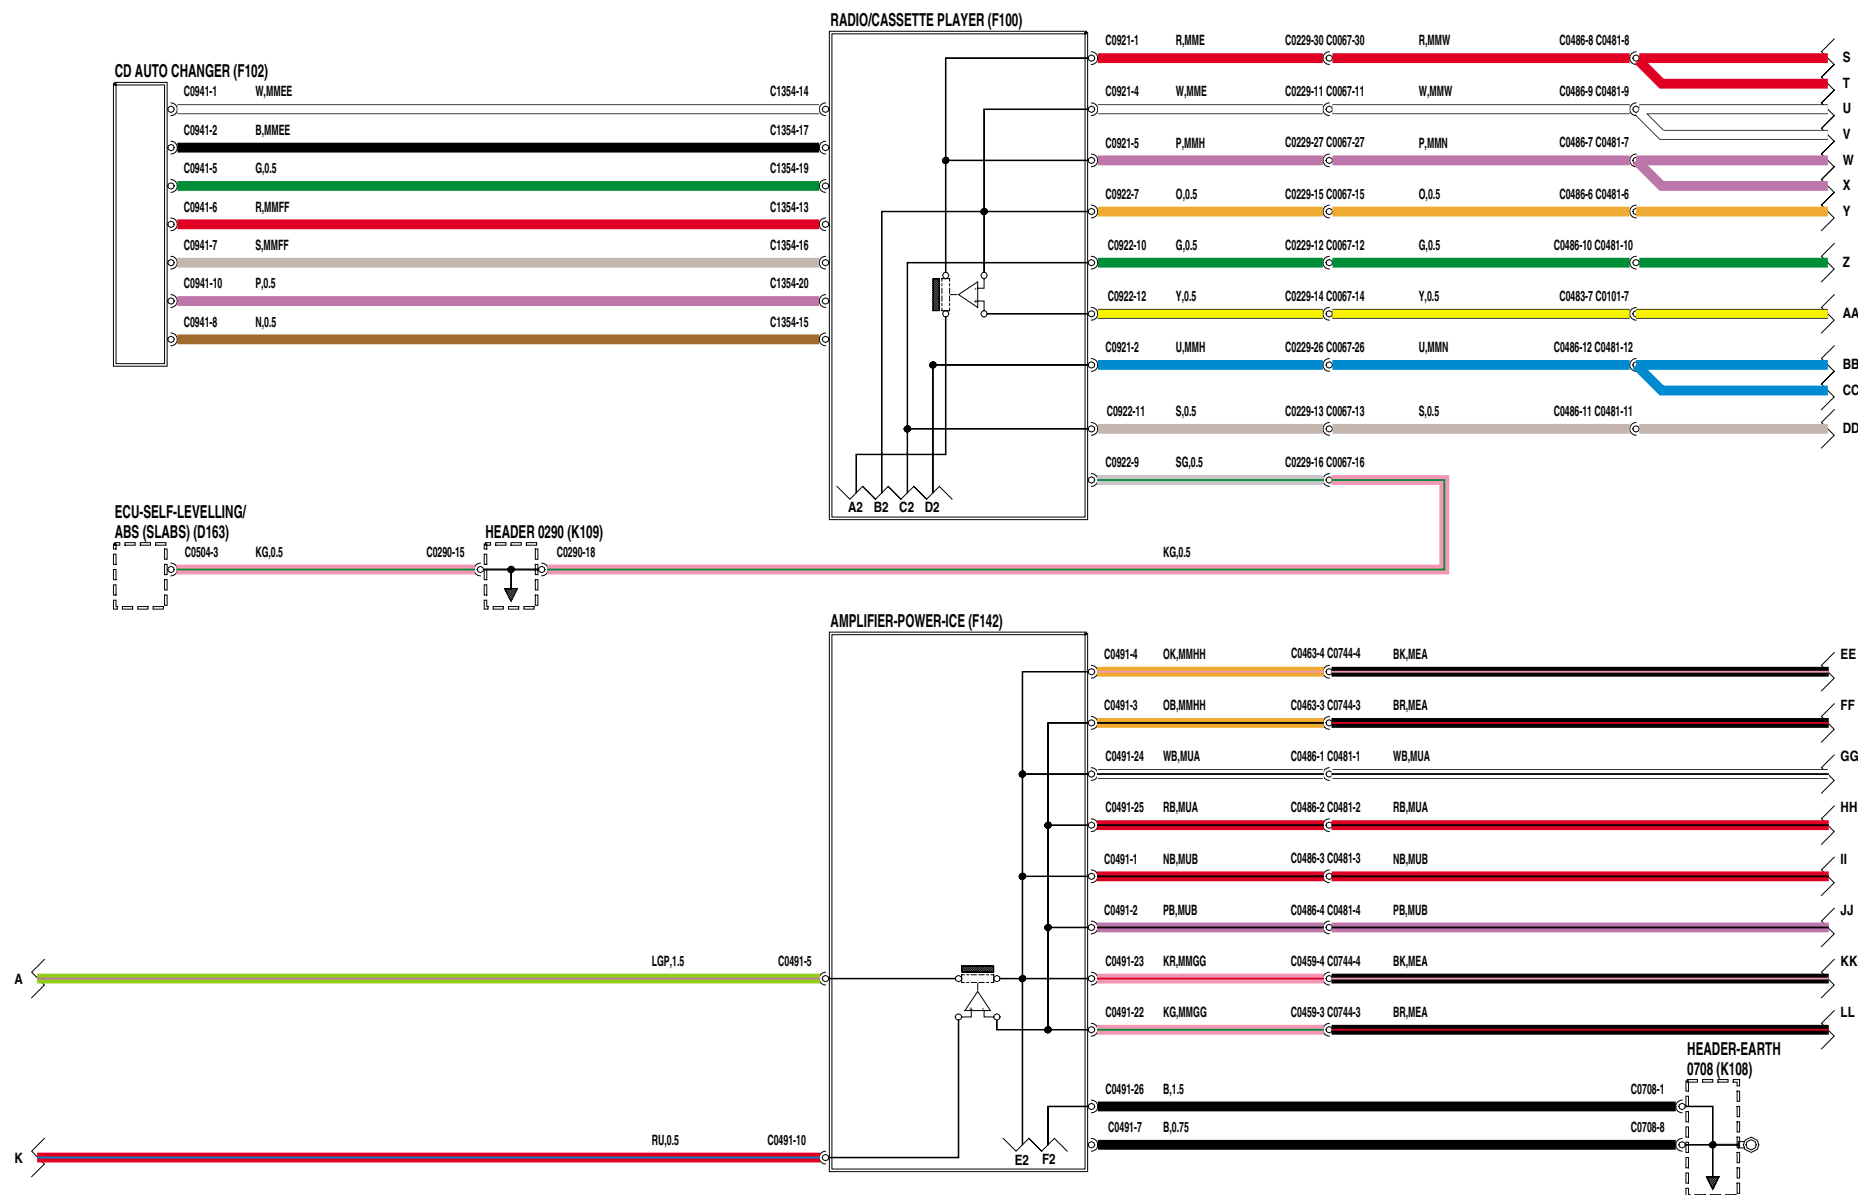 RADIO/CASSETTE PLAYER (F100)
CD AUTO CHANGER (F102)
C0941-1 W,MMEE C1354-14
C0941-2 B,MMEE C1354-17
C0941-5 G,0.5 C1354-19
C0941-6 R,MMFF C1354-13
C0941-7 S,MMFF C1354-16
C0941-10 P,0.5 C1354-20
C0941-8 N,0.5 C1354-15
C0921-1 R,MME C0229-30 C0067-30 R,MMW C0486-8 C0481-8
S
T
C0921-4 W,MME C0229-11 C0067-11 W,MMW C0486-9 C0481-9
U
V
C0921-5 P,MMH C0229-27 C0067-27 P,MMN C0486-7 C0481-7
W
X
C0922-7 O,0.5 C0229-15 C0067-15 O,0.5 C0486-6 C0481-6
Y
C0922-10 G,0.5 C0229-12 C0067-12 G,0.5 C0486-10 C0481-10
Z
C0922-12 Y,0.5 C0229-14 C0067-14 Y,0.5 C0483-7 C0101-7
AA
C0921-2 U,MMH C0229-26 C0067-26 U,MMN C0486-12 C0481-12
BB
CC
C0922-11 S,0.5 C0229-13 C0067-13 S,0.5 C0486-11 C0481-11
DD
C0922-9 SG,0.5 C0229-16 C0067-16
A2 B2 C2 D2
ECU-SELF-LEVELLING/
ABS (SLABS) (D163)
HEADER 0290 (K109)
C0504-3 KG,0.5 C0290-15 C0290-18 KG,0.5
AMPLIFIER-POWER-ICE (F142)
C0491-4 OK,MMHH C0463-4 C0744-4 BK,MEA
EE
C0491-3 OB,MMHH C0463-3 C0744-3 BR,MEA
FF
C0491-24 WB,MUA C0486-1 C0481-1 WB,MUA
GG
C0491-25 RB,MUA C0486-2 C0481-2 RB,MUA
HH
C0491-1 NB,MUB C0486-3 C0481-3 NB,MUB
II
C0491-2 PB,MUB C0486-4 C0481-4 PB,MUB
JJ
A
LGP,1.5 C0491-5
C0491-23 KR,MMGG C0459-4 C0744-4 BK,MEA
KK
C0491-22 KG,MMGG C0459-3 C0744-3 BR,MEA
LL
HEADER-EARTH
0708 (K108)
C0491-26 B,1.5 C0708-1
C0491-7 B,0.75 C0708-8
K
RU,0.5 C0491-10
E2 F2